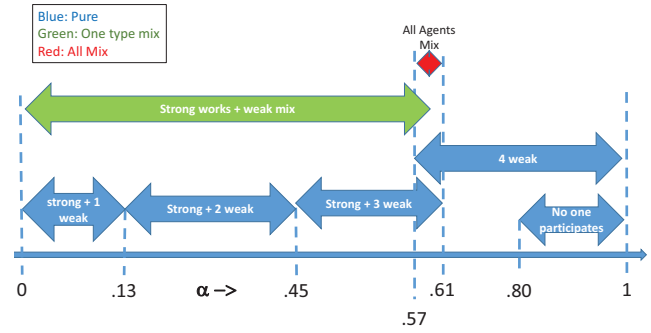 Blue: Pure
Green: One type mix
Red: All Mix
All Agents
Mix
Strong works + weak mix
4 weak
strong + 1
weak
Strong + 2 weak
Strong + 3 weak
No one
participates
0 .13 α –> .45 .61 .80 1
.57